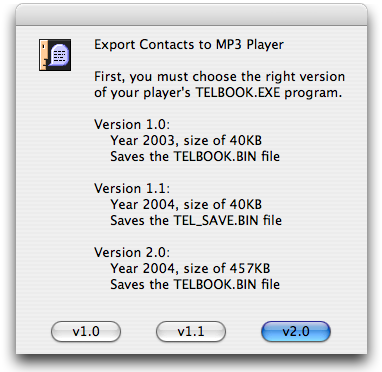 Export Contacts to MP3 Player
First, you must choose the right version
of your player's TELBOOK.EXE program.
Version 1.0:
Year 2003, size of 40KB
Saves the TELBOOK.BIN file
Version 1.1:
Year 2004, size of 40KB
Saves the TEL_SAVE.BIN file
Version 2.0:
Year 2004, size of 457KB
Saves the TELBOOK.BIN file
v1.0 v1.1 v2.0